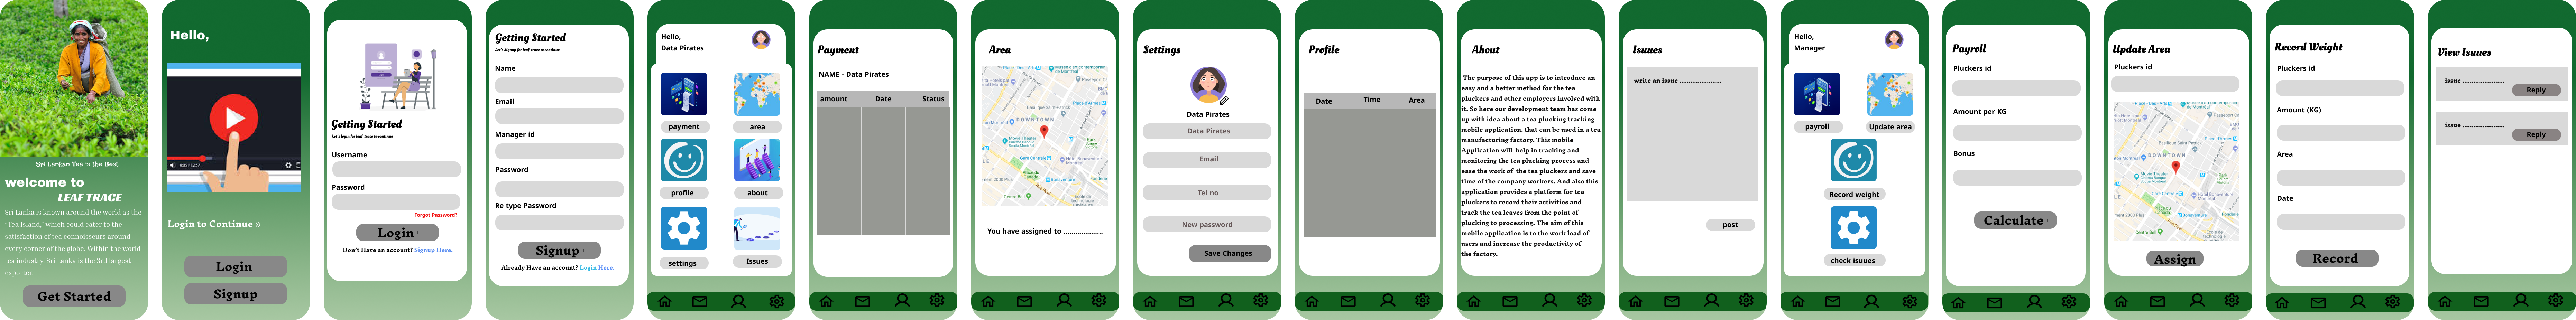 Sri Lankan Tea is the Best
welcome to
LEAF TRACE
Sri Lanka is known around the world as the
“Tea Island,” which could cater to the
satisfaction of tea connoisseurs around
every corner of the globe. Within the world
tea industry, Sri Lanka is the 3rd largest
exporter.
Get Started
Hello,
Login to Continue »
Login
Signup
Getting Started
Let's login for leaf trace to continue
Username
Password
Forgot Password?
Login
Don't Have an account? Signup Here.
Getting Started
Let's Signup for leaf trace to continue
Name
Email
Manager id
Password
Re type Password
Signup
Already Have an account? Login Here.
Hello,
Data Pirates
payment
area
profile
about
settings
Issues
Payment
NAME - Data Pirates
amount Date Status
Area
DOWNTOWN
You have assigned to ....................
Settings
Data Pirates
Data Pirates
Email
Tel no
New password
Save Changes
Profile
Date Time Area
About
The purpose of this app is to introduce an
easy and a better method for the tea
pluckers and other employers involved with
it. So here our development team has come
up with idea about a tea plucking tracking
mobile application. that can be used in a tea
manufacturing factory. This mobile
Application will help in tracking and
monitoring the tea plucking process and
ease the work of the tea pluckers and save
time of the company workers. And also this
application provides a platform for tea
pluckers to record their activities and
track the tea leaves from the point of
plucking to processing. The aim of this
mobile application is to the work load of
users and increase the productivity of
the factory.
Isuues
write an issue ......................
post
Hello,
Manager
payroll
Update area
Record weight
check isuues
Payroll
Pluckers id
Amount per KG
Bonus
Calculate
Update Area
Pluckers id
DOWNTOWN
Assign
Record Weight
Pluckers id
Amount (KG)
Area
Date
Record
View Isuues
issue ......................
Reply
issue ......................
Reply